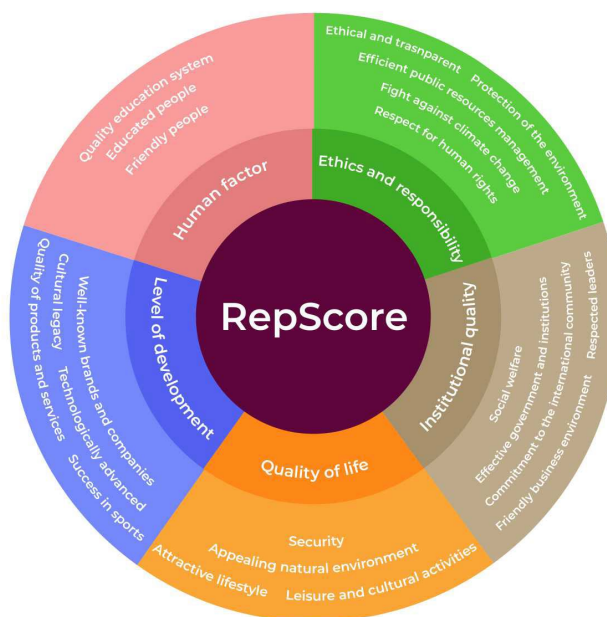 RepScore
Human factor
Quality education system
Educated people
Friendly people
Ethics and responsibility
Ethical and trasnparent
Protection of the environment
Efficient public resources management
Fight against climate change
Respect for human rights
Institutional quality
Social welfare
Effective government and institutions
Commitment to the international community
Respected leaders
Friendly business environment
Quality of life
Security
Appealing natural environment
Attractive lifestyle
Leisure and cultural activities
Level of development
Well-known brands and companies
Cultural legacy
Technologically advanced
Quality of products and services
Success in sports